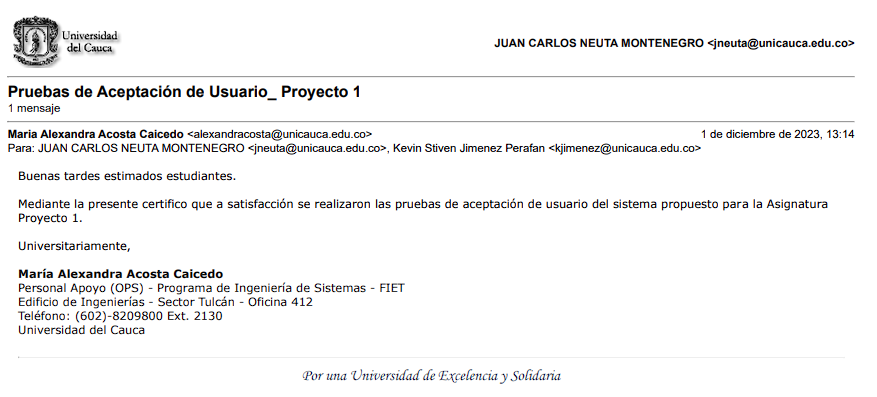 Universidad
del Cauca
JUAN CARLOS NEUTA MONTENEGRO <jneuta@unicauca.edu.co>
Pruebas de Aceptación de Usuario_ Proyecto 1
1 mensaje
Maria Alexandra Acosta Caicedo <alexandracosta@unicauca.edu.co> 1 de diciembre de 2023, 13:14
Para: JUAN CARLOS NEUTA MONTENEGRO <jneuta@unicauca.edu.co>, Kevin Stiven Jimenez Perafan <kjimenez@unicauca.edu.co>
Buenas tardes estimados estudiantes.
Mediante la presente certifico que a satisfacción se realizaron las pruebas de aceptación de usuario del sistema propuesto para la Asignatura
Proyecto 1.
Universitariamente,
María Alexandra Acosta Caicedo
Personal Apoyo (OPS) - Programa de Ingeniería de Sistemas - FIET
Edificio de Ingenierías - Sector Tulcán - Oficina 412
Teléfono: (602)-8209800 Ext. 2130
Universidad del Cauca
Por una Universidad de Excelencia y Solidaria